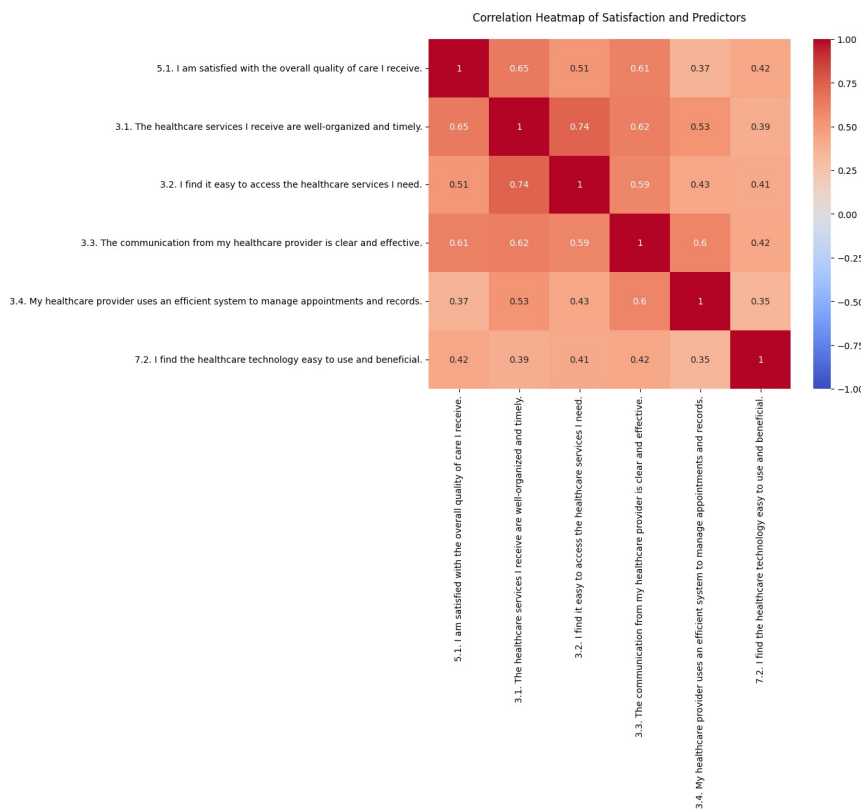 Correlation Heatmap of Satisfaction and Predictors
5.1. I am satisfied with the overall quality of care I receive.
1 0.65 0.51 0.61 0.37 0.42
3.1. The healthcare services I receive are well-organized and timely.
0.65 1 0.74 0.62 0.53 0.39
3.2. I find it easy to access the healthcare services I need.
0.51 0.74 1 0.59 0.43 0.41
3.3. The communication from my healthcare provider is clear and effective.
0.61 0.62 0.59 1 0.6 0.42
3.4. My healthcare provider uses an efficient system to manage appointments and records.
0.37 0.53 0.43 0.6 1 0.35
7.2. I find the healthcare technology easy to use and beneficial.
0.42 0.39 0.41 0.42 0.35 1
1.00
0.75
0.50
0.25
0.00
−0.25
−0.50
−0.75
−1.00
5.1. I am satisfied with the overall quality of care I receive.
3.1. The healthcare services I receive are well-organized and timely.
3.2. I find it easy to access the healthcare services I need.
3.3. The communication from my healthcare provider is clear and effective.
3.4. My healthcare provider uses an efficient system to manage appointments and records.
7.2. I find the healthcare technology easy to use and beneficial.